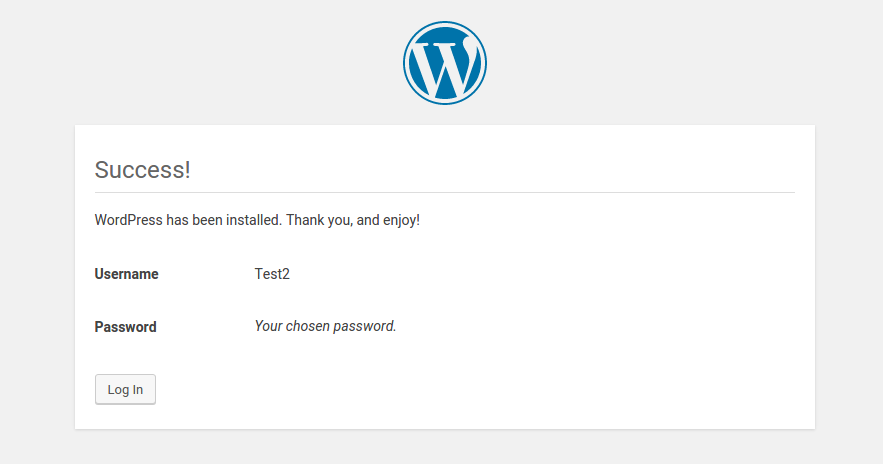 Success!
WordPress has been installed. Thank you, and enjoy!
Username Test2
Password Your chosen password.
Log In